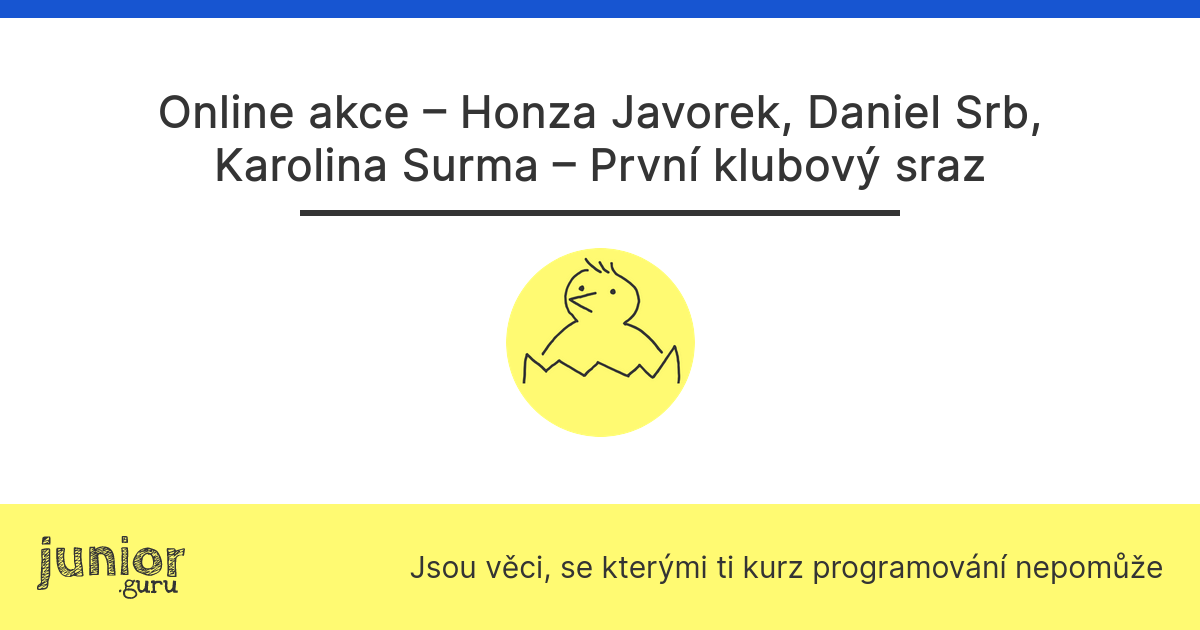 Online akce – Honza Javorek, Daniel Srb,
Karolina Surma – První klubový sraz
junior
.guru
Jsou věci, se kterými ti kurz programování nepomůže